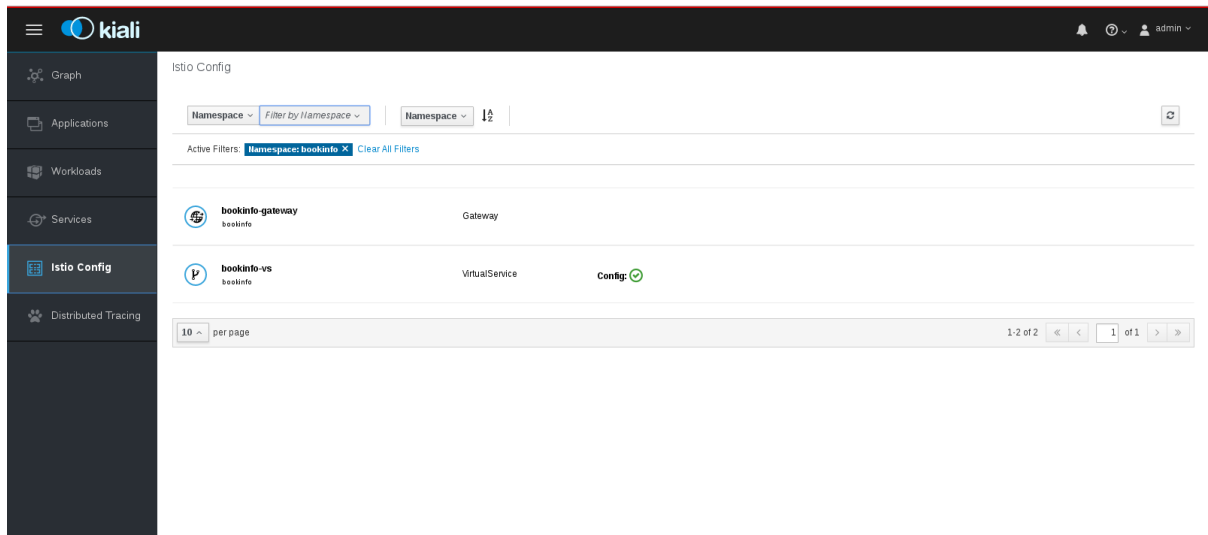 kiali
admin
Graph
Applications
Workloads
Services
Istio Config
Distributed Tracing
Istio Config
Namespace Filter by Namespace Namespace
Active Filters: Namespace: bookinfo Clear All Filters
bookinfo-gateway Gateway
bookinfo
bookinfo-vs VirtualService Config:
bookinfo
10 per page 1-2 of 2 1 of 1